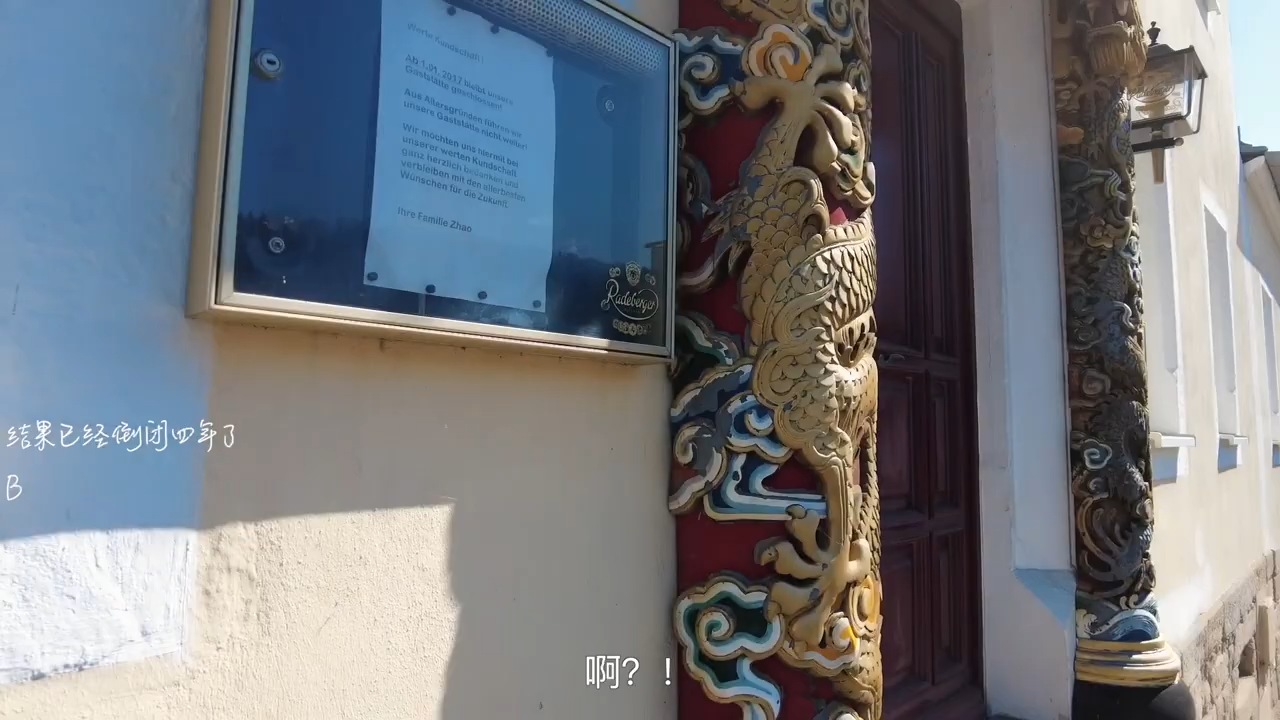 Werte Kundschaft!
Ab 1.01.2017 bleibt unsere
Gaststätte geschlossen!
Aus Altersgründen führen wir
unsere Gaststätte nicht weiter!
Wir möchten uns hiermit bei
unserer werten Kundschaft
ganz herzlich bedanken und
verbleiben mit den allerbesten
Wünschen für die Zukunft.
Ihre Familie Zhao
Radeberger
结果已经倒闭四年了
B
啊？！